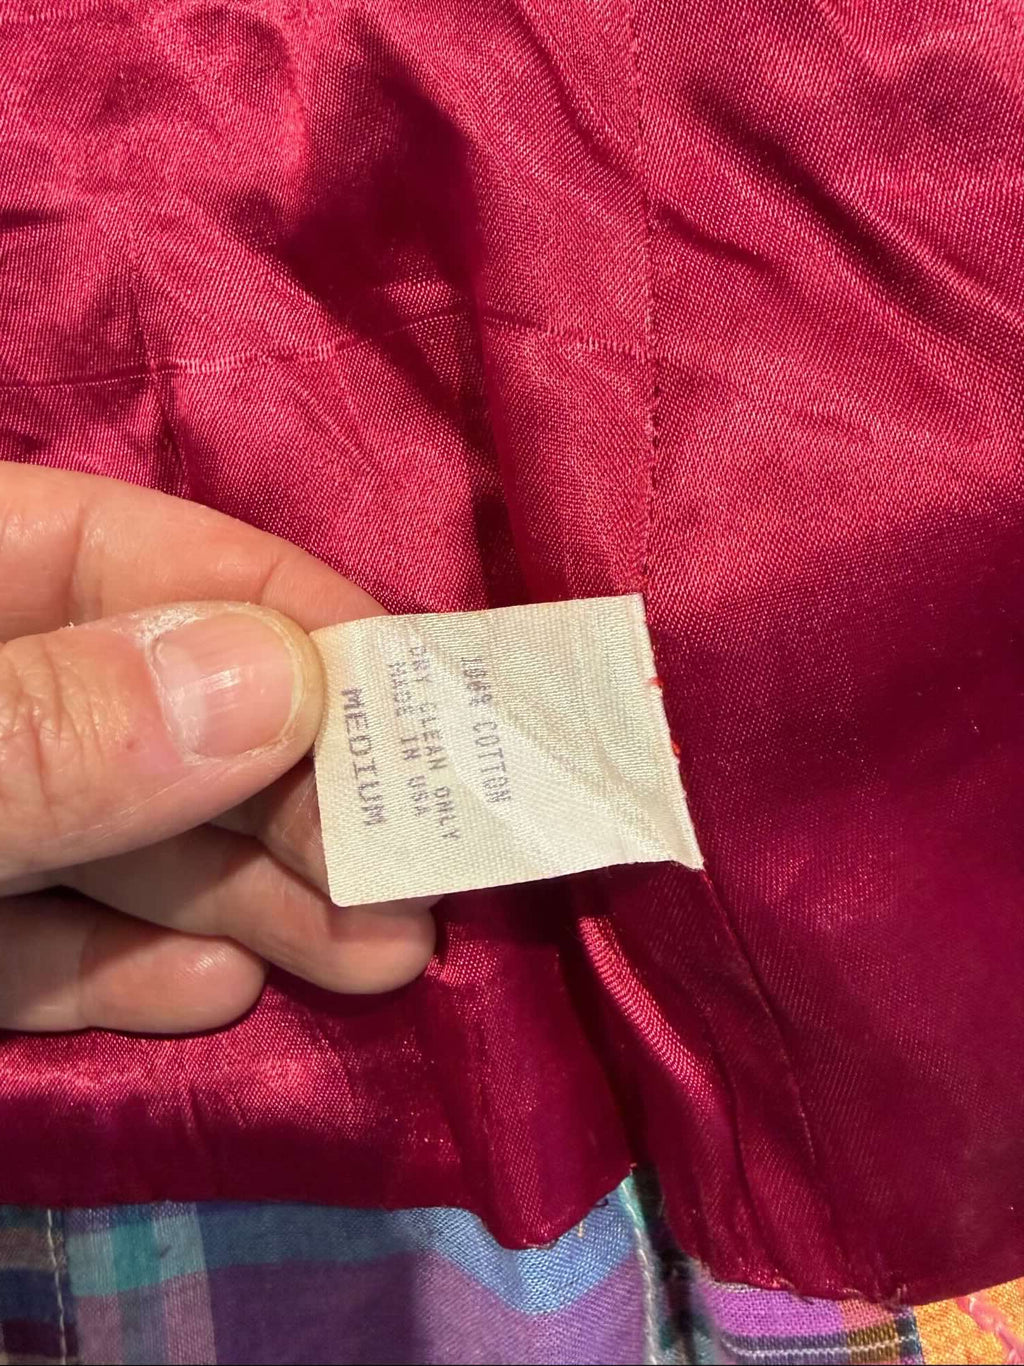 100% COTTON
DRY CLEAN ONLY
MADE IN USA
MEDIUM